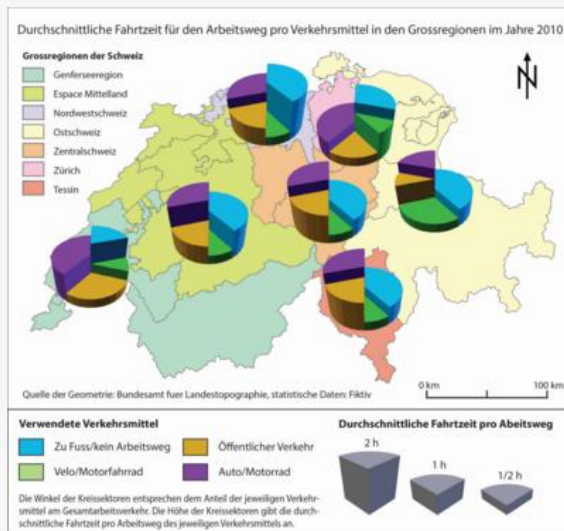 Durchschnittliche Fahrtzeit für den Arbeitsweg pro Verkehrsmittel in den Grossregionen im Jahre 2010
Grossregionen der Schweiz
Genferseeregion
Espace Mittelland
Nordwestschweiz
Ostschweiz
Zentralschweiz
Zürich
Tessin
N
Quelle der Geometrie: Bundesamt fuer Landestopographie, statistische Daten: Fiktiv
0 km
100 km
Verwendete Verkehrsmittel
Zu Fuss/kein Arbeitsweg
Öffentlicher Verkehr
Velo/Motorfahrrad
Auto/Motorrad
Die Winkel der Kreissektoren entsprechen dem Anteil der jeweiligen Verkehr-
smittel am Gesamtarbeitsverkehr. Die Höhe der Kreissektoren gibt die durch-
schnittliche Fahrtzeit pro Arbeitsweg des jeweiligen Verkehrsmittels an.
Durchschnittliche Fahrtzeit pro Abeitsweg
2 h
1 h
1/2 h